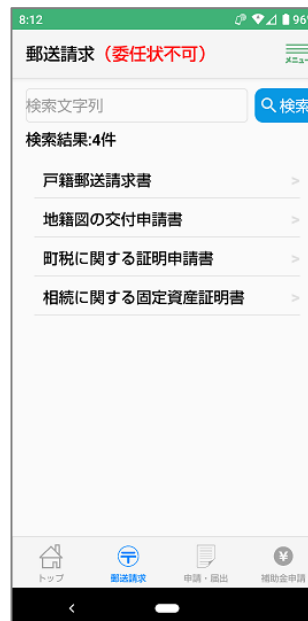 8:12
96%
郵送請求（委任状不可）
メニュー
検索文字列
検索
検索結果:4件
戸籍郵送請求書 >
地籍図の交付申請書 >
町税に関する証明申請書 >
相続に関する固定資産証明書 >
トップ 郵送請求 申請・届出 補助金申請